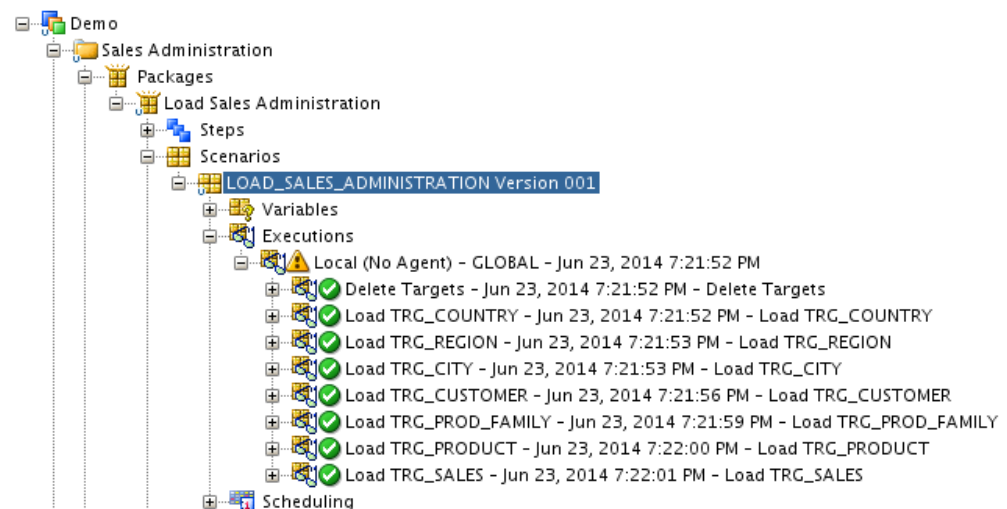 Demo
Sales Administration
Packages
Load Sales Administration
Steps
Scenarios
LOAD_SALES_ADMINISTRATION Version 001
Variables
Executions
Local (No Agent) - GLOBAL - Jun 23, 2014 7:21:52 PM
Delete Targets - Jun 23, 2014 7:21:52 PM - Delete Targets
Load TRG_COUNTRY - Jun 23, 2014 7:21:52 PM - Load TRG_COUNTRY
Load TRG_REGION - Jun 23, 2014 7:21:53 PM - Load TRG_REGION
Load TRG_CITY - Jun 23, 2014 7:21:53 PM - Load TRG_CITY
Load TRG_CUSTOMER - Jun 23, 2014 7:21:56 PM - Load TRG_CUSTOMER
Load TRG_PROD_FAMILY - Jun 23, 2014 7:21:59 PM - Load TRG_PROD_FAMILY
Load TRG_PRODUCT - Jun 23, 2014 7:22:00 PM - Load TRG_PRODUCT
Load TRG_SALES - Jun 23, 2014 7:22:01 PM - Load TRG_SALES
Scheduling